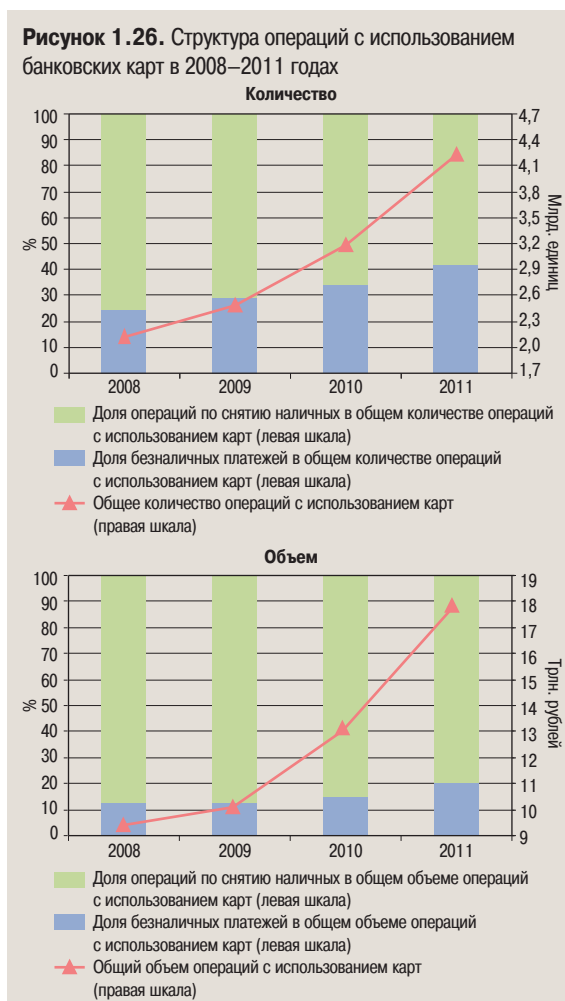 Рисунок 1.26. Структура операций с использованием
банковских карт в 2008–2011 годах
Количество
100
90
80
70
60
50
40
30
20
10
0
%
4,7
4,4
4,1
3,8
3,5
3,2
2,9
2,6
2,3
2,0
1,7
Млрд. единиц
2008 2009 2010 2011
Доля операций по снятию наличных в общем количестве операций
с использованием карт (левая шкала)
Доля безналичных платежей в общем количестве операций
с использованием карт (левая шкала)
Общее количество операций с использованием карт
(правая шкала)
Объем
100
90
80
70
60
50
40
30
20
10
0
%
19
18
17
16
15
14
13
12
11
10
9
Трлн. рублей
2008 2009 2010 2011
Доля операций по снятию наличных в общем объеме операций
с использованием карт (левая шкала)
Доля безналичных платежей в общем объеме операций
с использованием карт (левая шкала)
Общий объем операций с использованием карт
(правая шкала)